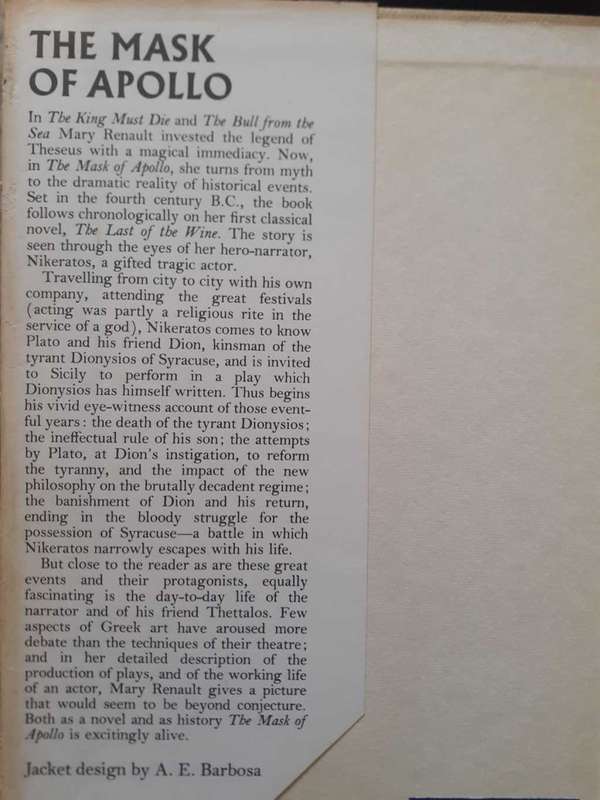 THE MASK
OF APOLLO
In The King Must Die and The Bull from the
Sea Mary Renault invested the legend of
Theseus with a magical immediacy. Now,
in The Mask of Apollo, she turns from myth
to the dramatic reality of historical events.
Set in the fourth century B.C., the book
follows chronologically on her first classical
novel, The Last of the Wine. The story is
seen through the eyes of her hero-narrator,
Nikeratos, a gifted tragic actor.
Travelling from city to city with his own
company, attending the great festivals
(acting was partly a religious rite in the
service of a god), Nikeratos comes to know
Plato and his friend Dion, kinsman of the
tyrant Dionysios of Syracuse, and is invited
to Sicily to perform in a play which
Dionysios has himself written. Thus begins
his vivid eye-witness account of those event-
ful years: the death of the tyrant Dionysios;
the ineffectual rule of his son; the attempts
by Plato, at Dion's instigation, to reform
the tyranny, and the impact of the new
philosophy on the brutally decadent regime;
the banishment of Dion and his return,
ending in the bloody struggle for the
possession of Syracuse—a battle in which
Nikeratos narrowly escapes with his life.
But close to the reader as are these great
events and their protagonists, equally
fascinating is the day-to-day life of the
narrator and of his friend Thettalos. Few
aspects of Greek art have aroused more
debate than the techniques of their theatre;
and in her detailed description of the
production of plays, and of the working life
of an actor, Mary Renault gives a picture
that would seem to be beyond conjecture.
Both as a novel and as history The Mask of
Apollo is excitingly alive.
Jacket design by A. E. Barbosa